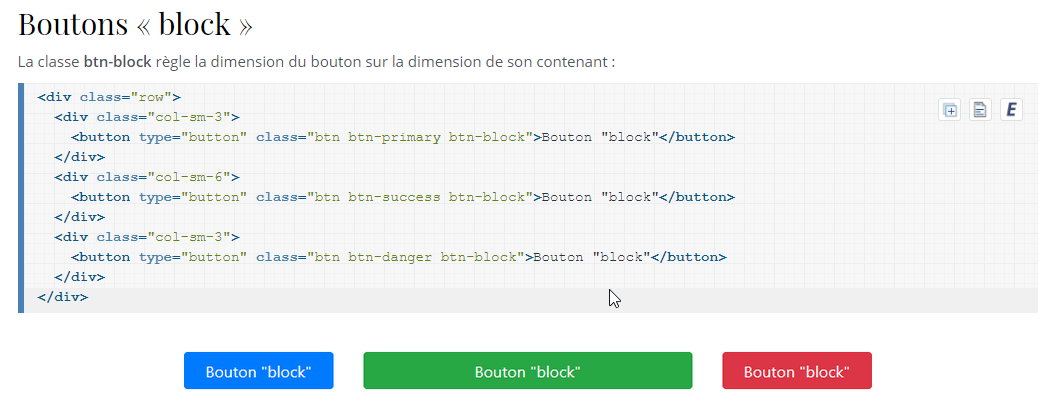 Boutons « block »
La classe btn-block règle la dimension du bouton sur la dimension de son contenant :
<div class="row">
  <div class="col-sm-3">
    <button type="button" class="btn btn-primary btn-block">Bouton "block"</button>
  </div>
  <div class="col-sm-6">
    <button type="button" class="btn btn-success btn-block">Bouton "block"</button>
  </div>
  <div class="col-sm-3">
    <button type="button" class="btn btn-danger btn-block">Bouton "block"</button>
  </div>
</div>
E
Bouton "block" Bouton "block" Bouton "block"